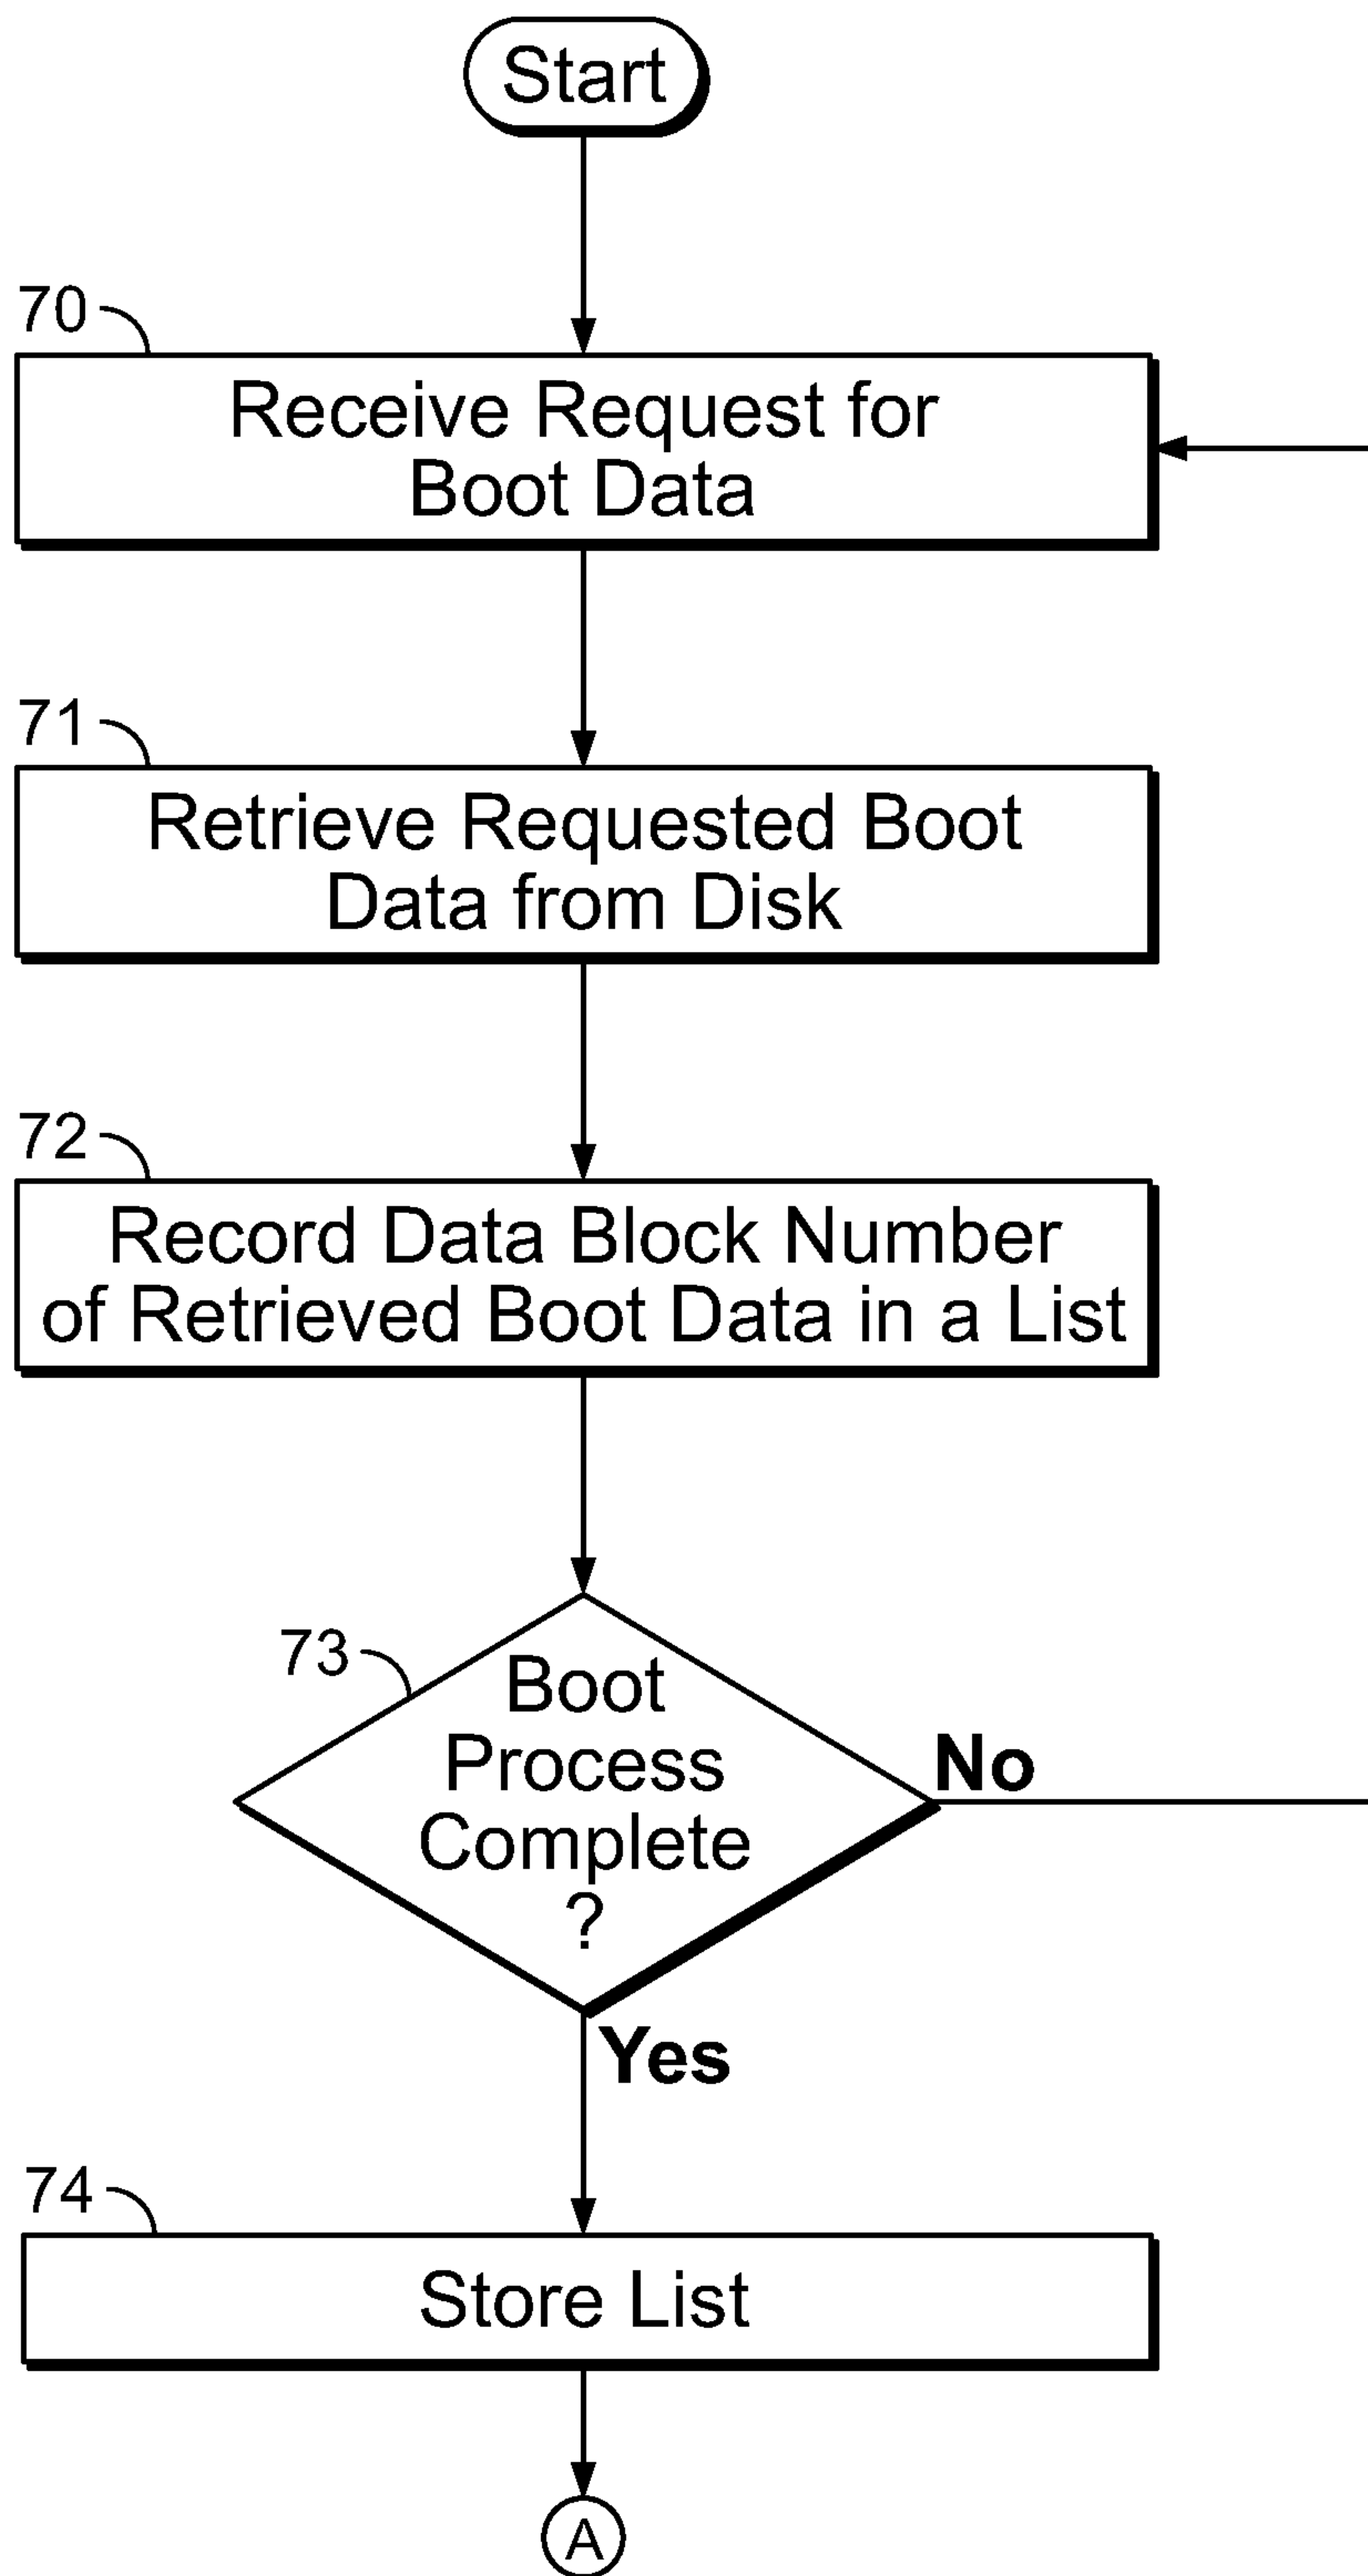 Start
70
Receive Request for
Boot Data
71
Retrieve Requested Boot
Data from Disk
72
Record Data Block Number
of Retrieved Boot Data in a List
73
Boot
Process
Complete
?
No
Yes
74
Store List
A